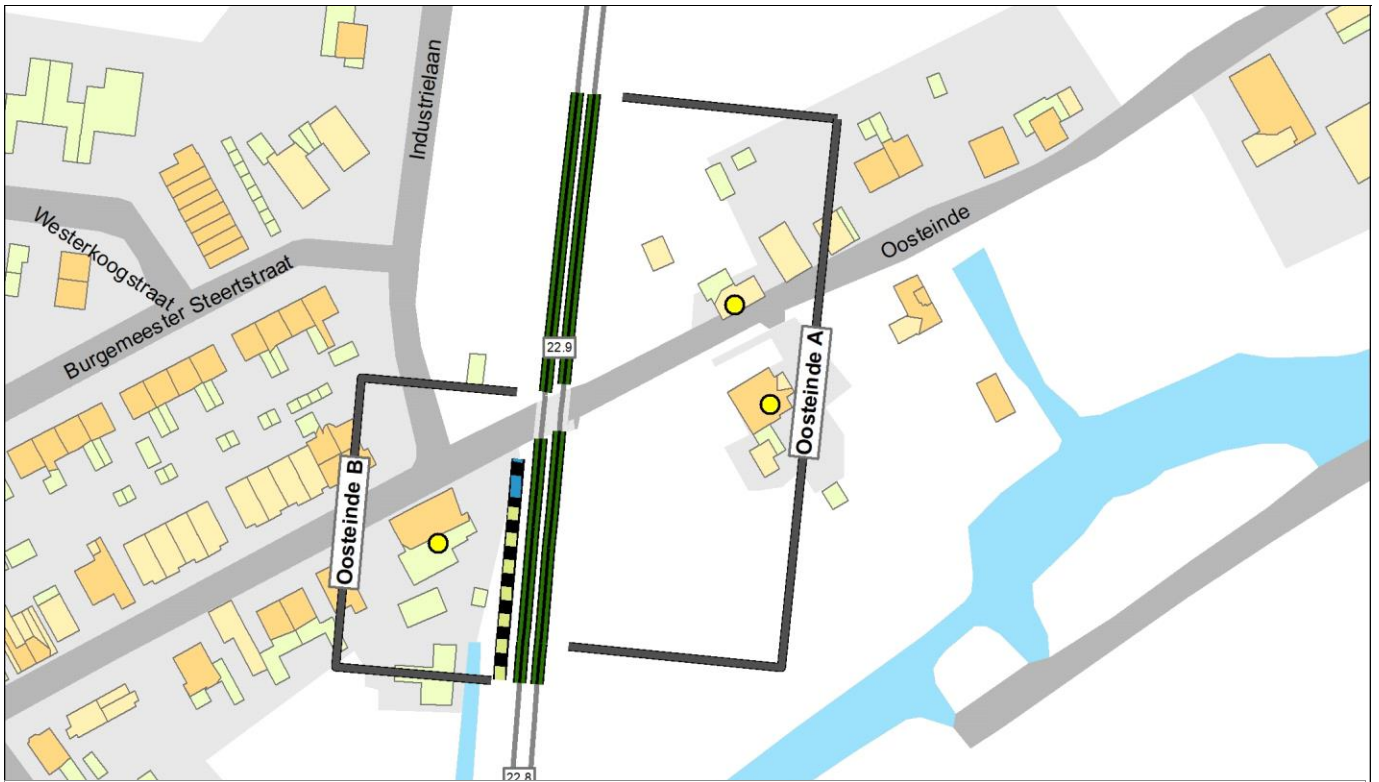 Industrielaan
Westerkoogstraat
Burgemeester Steertstraat
Oosteinde
22.9
Oosteinde A
Oosteinde B
22.8